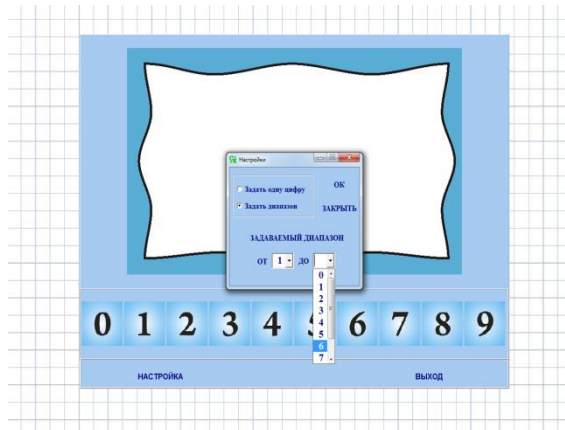 Настройки
Задать одну цифру
ОК
Задать диапазон
ЗАКРЫТЬ
ЗАДАВАЕМЫЙ ДИАПАЗОН
ОТ 1 ДО
0
1
2
3
4
5
6
7
0 1 2 3 4 5 6 7 8 9
НАСТРОЙКА ВЫХОД